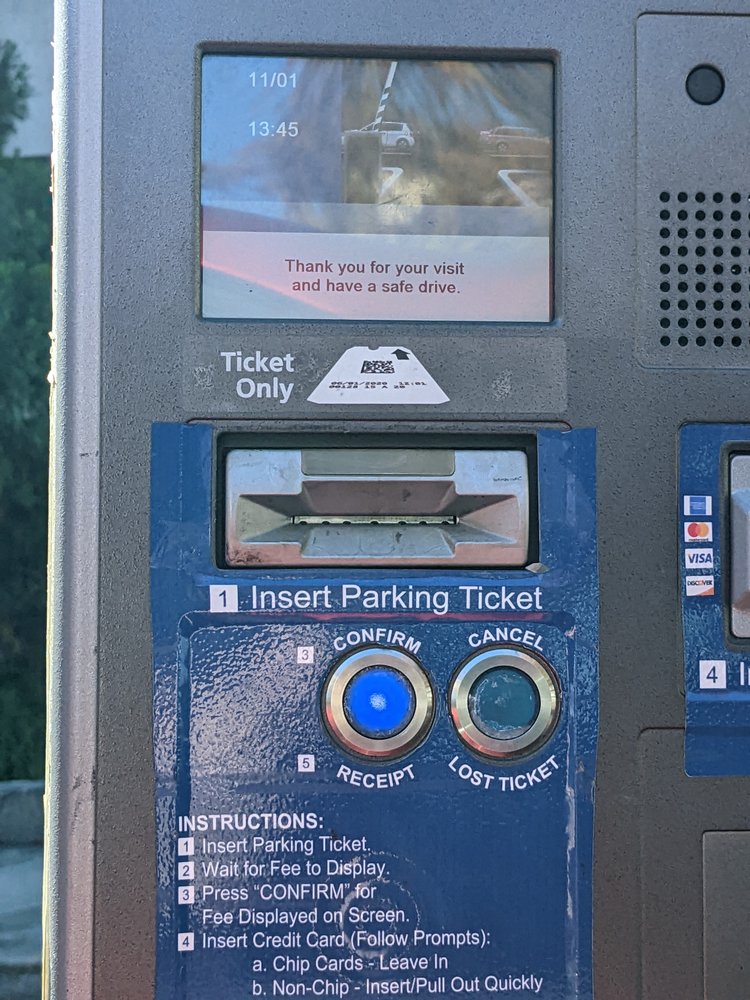 11/01
13:45
Thank you for your visit
and have a safe drive.
Ticket
Only
1 Insert Parking Ticket
3 CONFIRM
CANCEL
5 RECEIPT
LOST TICKET
mastercard
VISA
DISCOVER
4
INSTRUCTIONS:
1 Insert Parking Ticket.
2 Wait for Fee to Display.
3 Press “CONFIRM” for
Fee Displayed on Screen.
4 Insert Credit Card (Follow Prompts):
a. Chip Cards - Leave In
b. Non-Chip - Insert/Pull Out Quickly